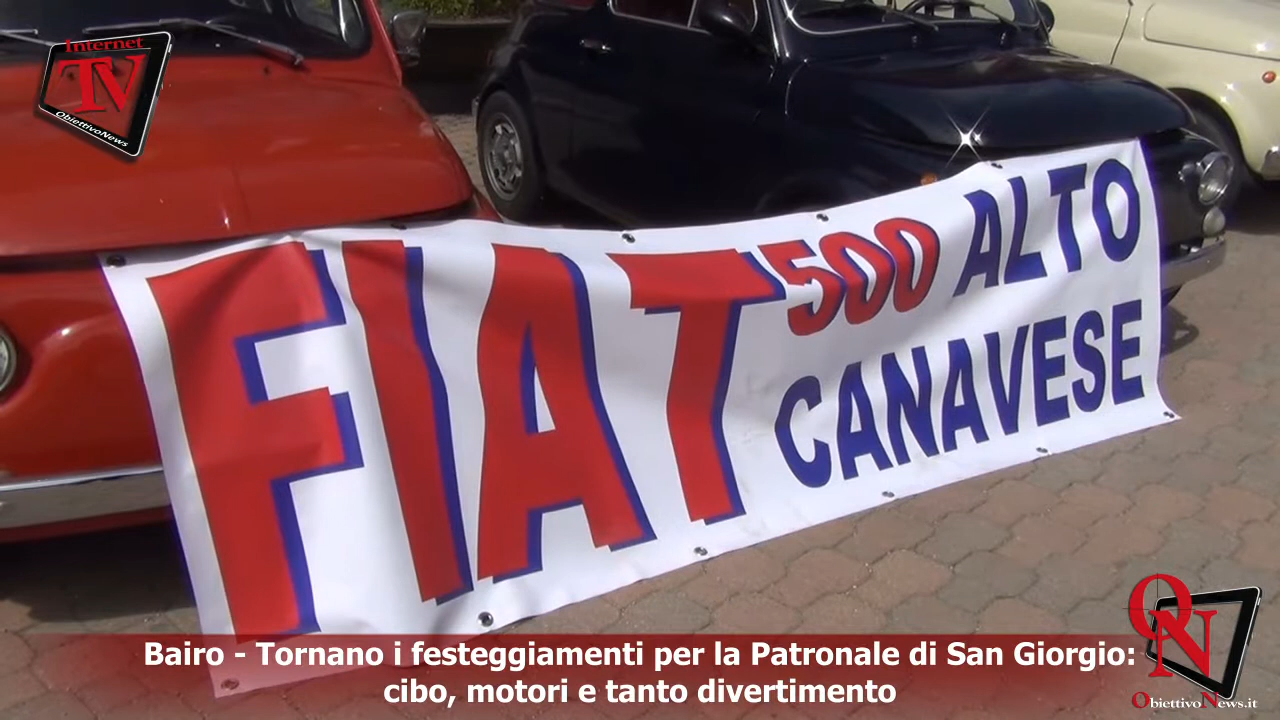 Internet
TV
ObiettivoNews
FIAT 500 ALTO
CANAVESE
Bairo - Tornano i festeggiamenti per la Patronale di San Giorgio:
cibo, motori e tanto divertimento
ON
ObiettivoNews.it